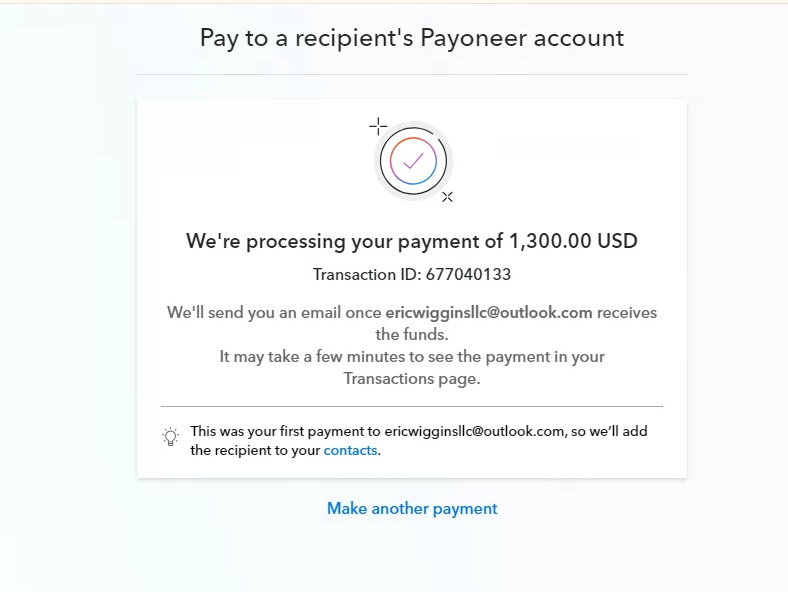 Pay to a recipient's Payoneer account
We're processing your payment of 1,300.00 USD
Transaction ID: 677040133
We'll send you an email once ericwigginsllc@outlook.com receives
the funds.
It may take a few minutes to see the payment in your
Transactions page.
This was your first payment to ericwigginsllc@outlook.com, so we’ll add
the recipient to your contacts.
Make another payment